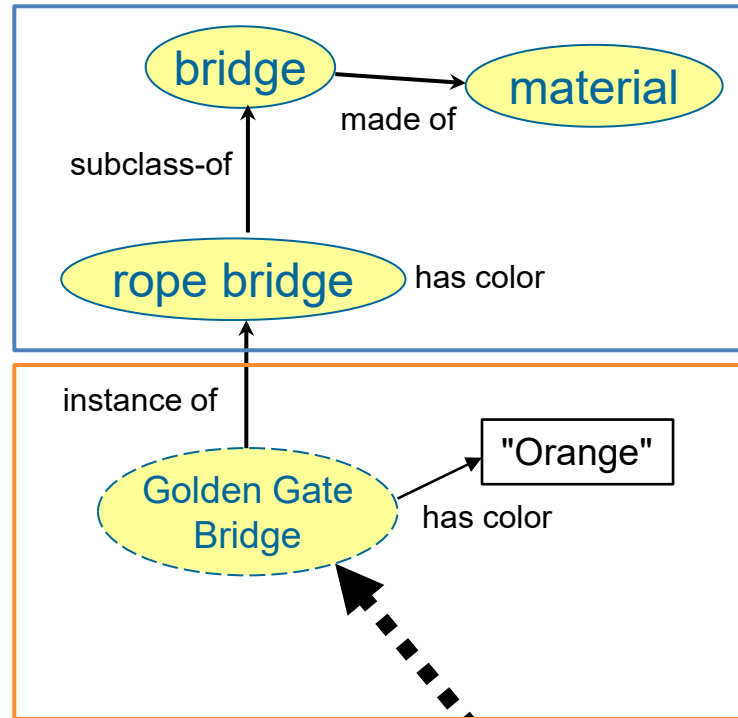 bridge
material
made of
subclass-of
rope bridge
has color
instance of
"Orange"
Golden Gate
Bridge
has color